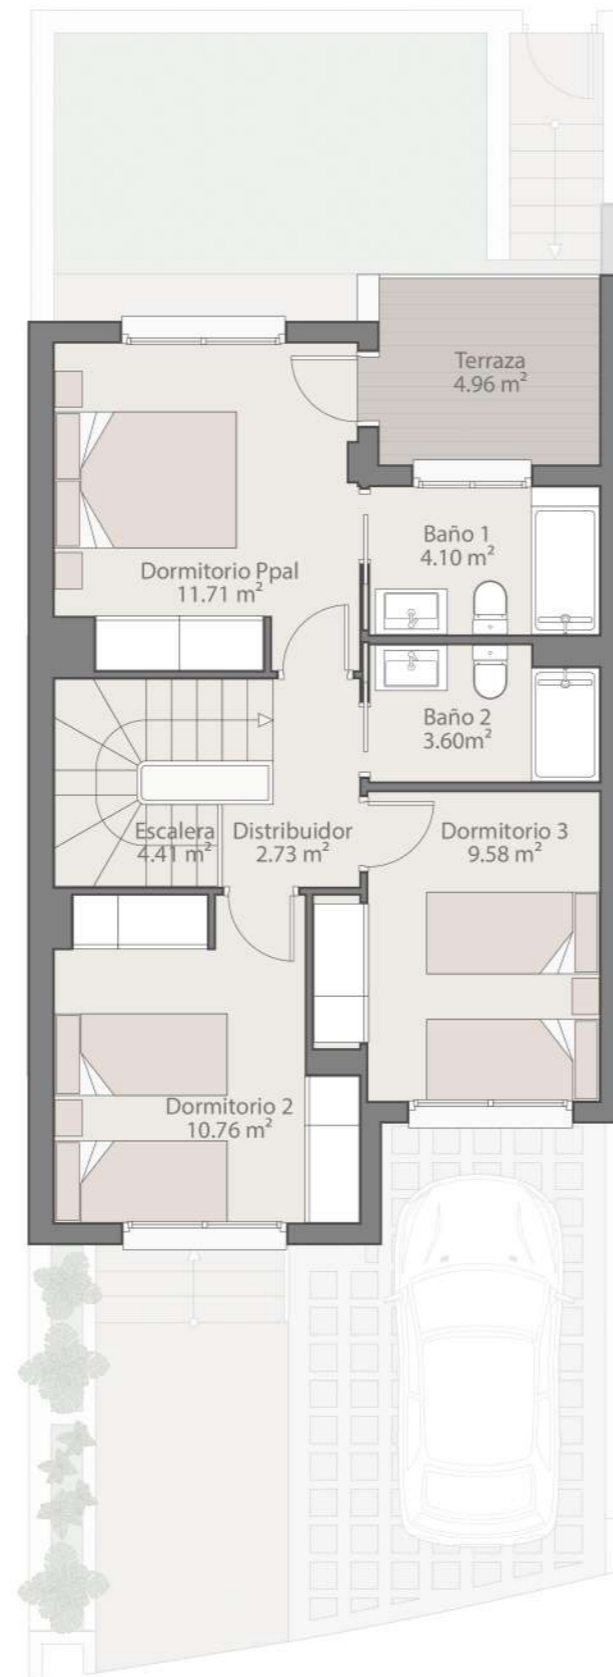 Terraza
4.96 m²
Baño 1
4.10 m²
Dormitorio Ppal
11.71 m²
Baño 2
3.60m²
Escalera
4.41 m²
Distribuidor
2.73 m²
Dormitorio 3
9.58 m²
Dormitorio 2
10.76 m²